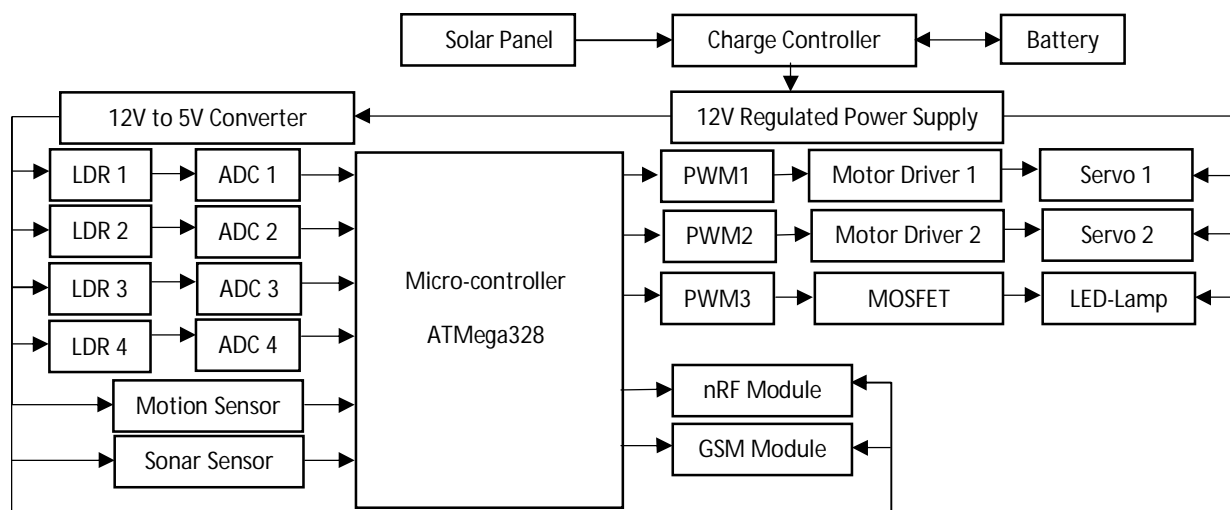 Solar Panel
Charge Controller
Battery
12V to 5V Converter
12V Regulated Power Supply
LDR 1
ADC 1
PWM1
Motor Driver 1
Servo 1
LDR 2
ADC 2
PWM2
Motor Driver 2
Servo 2
LDR 3
ADC 3
Micro-controller
ATMega328
PWM3
MOSFET
LED-Lamp
LDR 4
ADC 4
Motion Sensor
nRF Module
Sonar Sensor
GSM Module